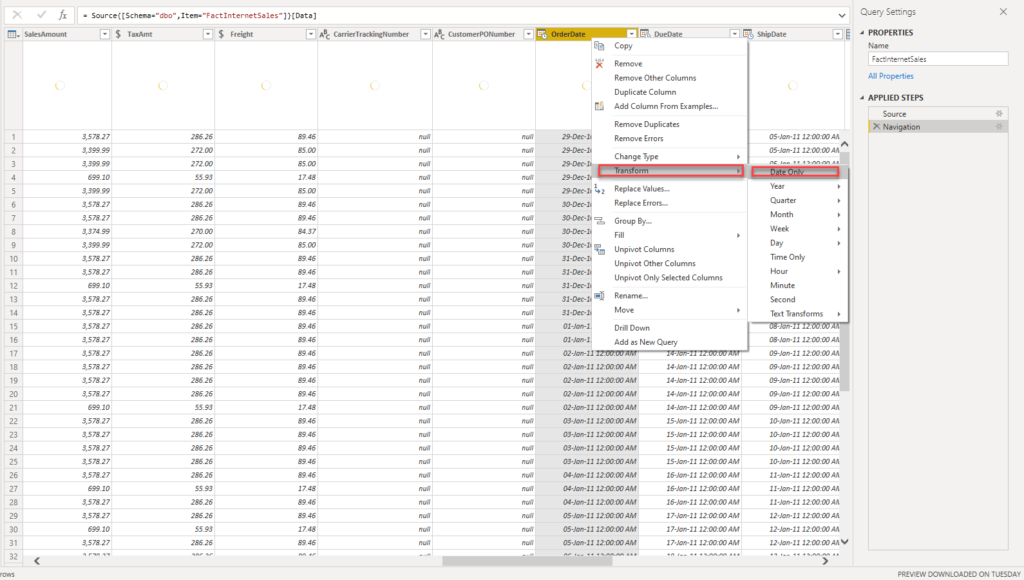 = Source{[Schema="dbo",Item="FactInternetSales"]}[Data]
SalesAmount $ TaxAmt $ Freight CarrierTrackingNumber CustomerPONumber OrderDate DueDate ShipDate
1 3,578.27 286.26 89.46 null null 29-Dec-1 05-Jan-11 12:00:00 AM
2 3,399.99 272.00 85.00 null null 29-Dec-1 05-Jan-11 12:00:00 AM
3 3,399.99 272.00 85.00 null null 29-Dec-1 05-Jan-11 12:00:00 AM
4 699.10 55.93 17.48 null null 29-Dec-1
5 3,399.99 272.00 85.00 null null 29-Dec-1
6 3,578.27 286.26 89.46 null null 30-Dec-1
7 3,578.27 286.26 89.46 null null 30-Dec-1
8 3,374.99 270.00 84.37 null null 30-Dec-1
9 3,399.99 272.00 85.00 null null 30-Dec-1
10 3,578.27 286.26 89.46 null null 31-Dec-1
11 3,578.27 286.26 89.46 null null 31-Dec-1
12 699.10 55.93 17.48 null null 31-Dec-1
13 3,578.27 286.26 89.46 null null 31-Dec-1
14 3,578.27 286.26 89.46 null null 31-Dec-1
15 3,578.27 286.26 89.46 null null 01-Jan-1 08-Jan-11 12:00:00 AM
16 3,578.27 286.26 89.46 null null 01-Jan-1 08-Jan-11 12:00:00 AM
17 3,578.27 286.26 89.46 null null 02-Jan-11 12:00:00 AM 14-Jan-11 12:00:00 AM 09-Jan-11 12:00:00 AM
18 3,578.27 286.26 89.46 null null 02-Jan-11 12:00:00 AM 14-Jan-11 12:00:00 AM 09-Jan-11 12:00:00 AM
19 3,578.27 286.26 89.46 null null 02-Jan-11 12:00:00 AM 14-Jan-11 12:00:00 AM 09-Jan-11 12:00:00 AM
20 3,578.27 286.26 89.46 null null 02-Jan-11 12:00:00 AM 14-Jan-11 12:00:00 AM 09-Jan-11 12:00:00 AM
21 699.10 55.93 17.48 null null 02-Jan-11 12:00:00 AM 14-Jan-11 12:00:00 AM 09-Jan-11 12:00:00 AM
22 3,578.27 286.26 89.46 null null 03-Jan-11 12:00:00 AM 15-Jan-11 12:00:00 AM 10-Jan-11 12:00:00 AM
23 3,578.27 286.26 89.46 null null 03-Jan-11 12:00:00 AM 15-Jan-11 12:00:00 AM 10-Jan-11 12:00:00 AM
24 3,578.27 286.26 89.46 null null 03-Jan-11 12:00:00 AM 15-Jan-11 12:00:00 AM 10-Jan-11 12:00:00 AM
25 3,578.27 286.26 89.46 null null 03-Jan-11 12:00:00 AM 15-Jan-11 12:00:00 AM 10-Jan-11 12:00:00 AM
26 3,578.27 286.26 89.46 null null 04-Jan-11 12:00:00 AM 16-Jan-11 12:00:00 AM 11-Jan-11 12:00:00 AM
27 699.10 55.93 17.48 null null 04-Jan-11 12:00:00 AM 16-Jan-11 12:00:00 AM 11-Jan-11 12:00:00 AM
28 3,578.27 286.26 89.46 null null 04-Jan-11 12:00:00 AM 16-Jan-11 12:00:00 AM 11-Jan-11 12:00:00 AM
29 3,578.27 286.26 89.46 null null 05-Jan-11 12:00:00 AM 17-Jan-11 12:00:00 AM 12-Jan-11 12:00:00 AM
30 699.10 55.93 17.48 null null 05-Jan-11 12:00:00 AM 17-Jan-11 12:00:00 AM 12-Jan-11 12:00:00 AM
31 3,578.27 286.26 89.46 null null 05-Jan-11 12:00:00 AM 17-Jan-11 12:00:00 AM 12-Jan-11 12:00:00 AM
32
Copy
Remove
Remove Other Columns
Duplicate Column
Add Column From Examples...
Remove Duplicates
Remove Errors
Change Type
Transform
Replace Values...
Replace Errors...
Group By...
Fill
Unpivot Columns
Unpivot Other Columns
Unpivot Only Selected Columns
Rename...
Move
Drill Down
Add as New Query
Date Only
Year
Quarter
Month
Week
Day
Time Only
Hour
Minute
Second
Text Transforms
Query Settings
PROPERTIES
Name
FactInternetSales
All Properties
APPLIED STEPS
Source
Navigation
rows
PREVIEW DOWNLOADED ON TUESDAY